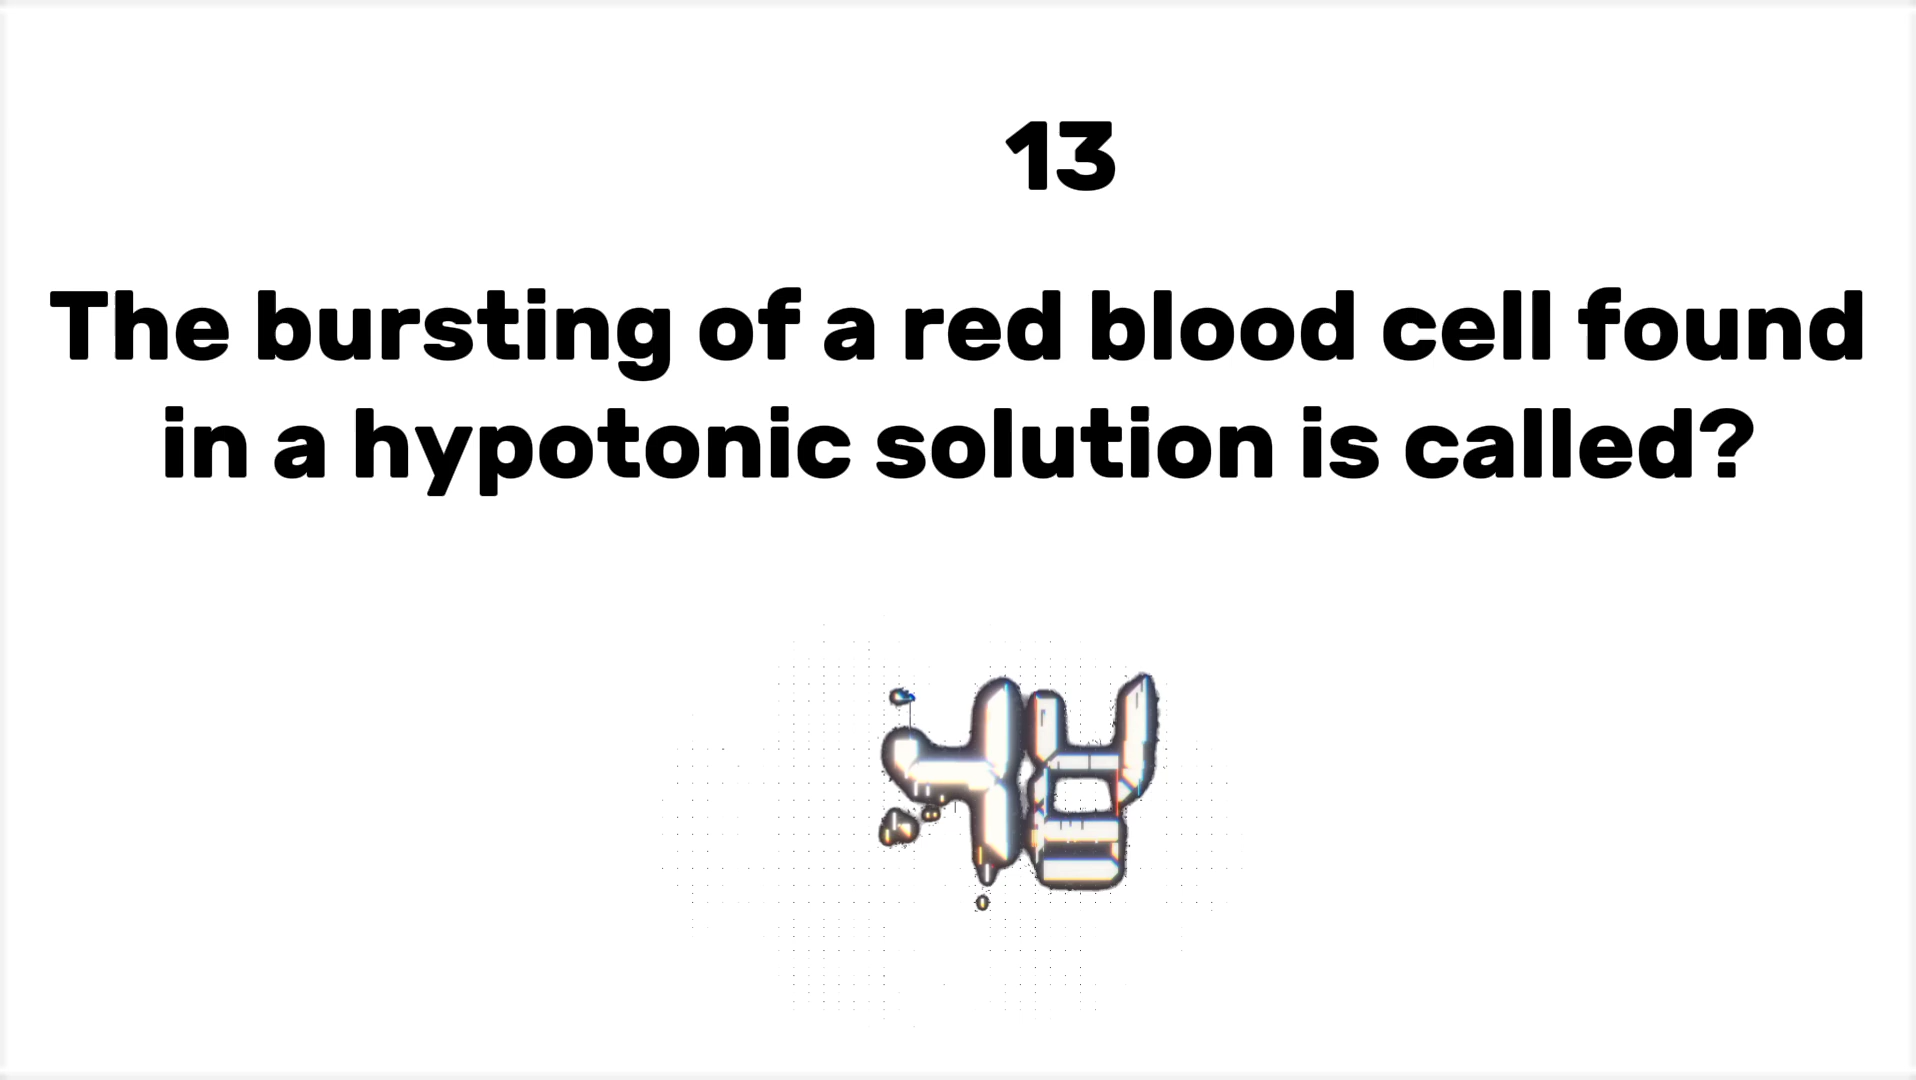 13
The bursting of a red blood cell found
in a hypotonic solution is called?